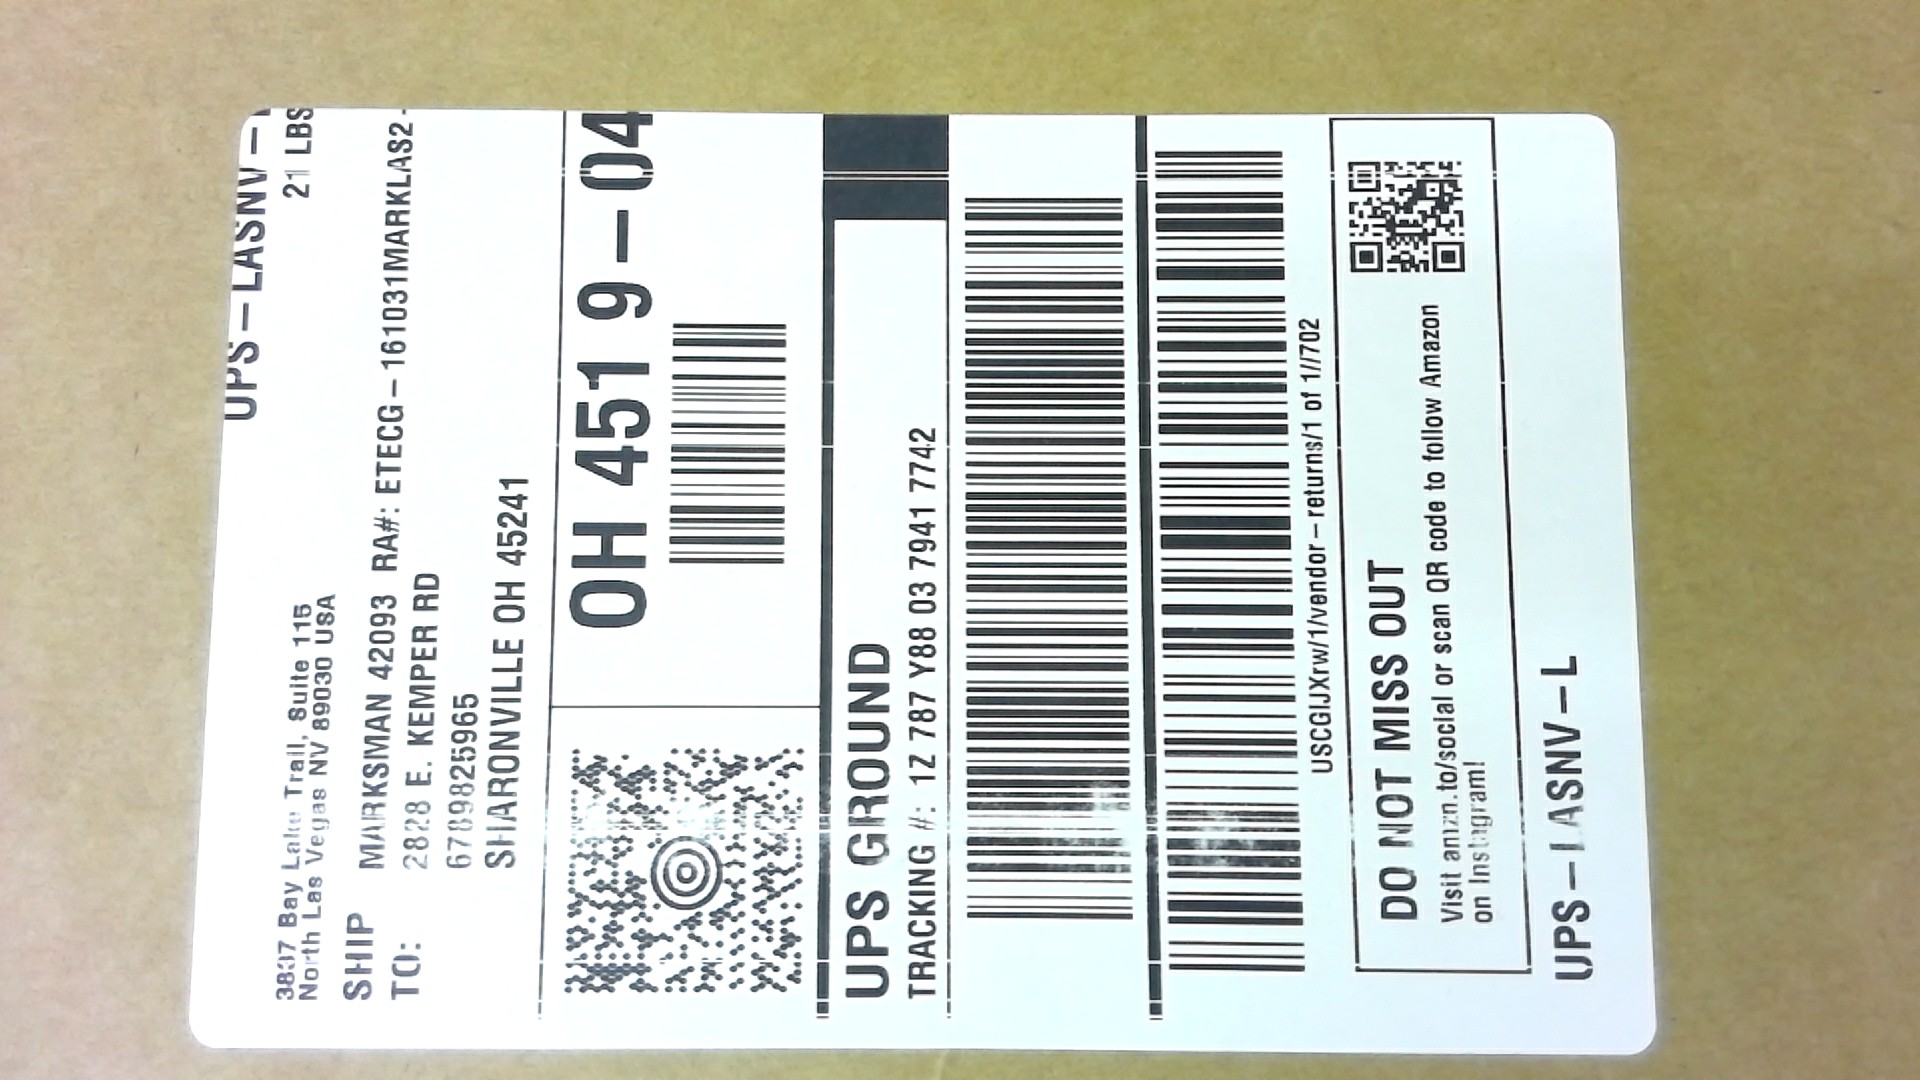 UPS-LASNV-
21 LBS
3837 Bay Lake Trail, Suite 115
North Las Vegas NV 89030 USA
SHIP
TO:
MARKSMAN 42093 RA#: ETECG-161031MARKLAS2-
2828 E. KEMPER RD
6789825965
SHARONVILLE OH 45241
OH 451 9-04
UPS GROUND
TRACKING #: 1Z 787 Y88 03 7941 7742
USCGIJXrw/1/vendor-returns/1 of 1//702
DO NOT MISS OUT
Visit amzn.to/social or scan QR code to follow Amazon
on Instagram!
UPS-LASNV-L